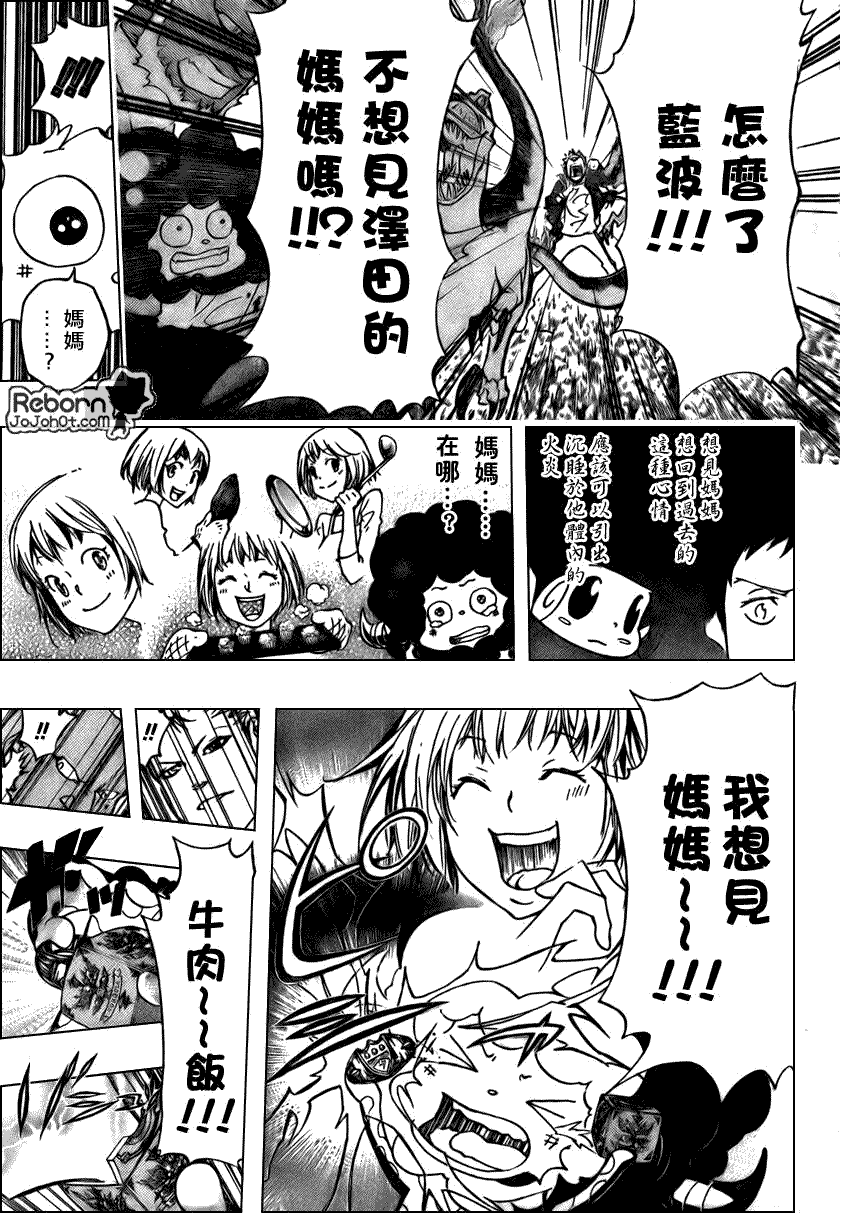 怎麼了
藍波!!!
不想見澤田的
媽媽嗎!!!?
!!!
媽媽
……?
Reborn
JoJoHot.com
想見媽媽
想回到過去的
這種心情
應該可以引出
沉睡於他體內的
火炎
媽媽……
在哪…?
我想見
媽媽～～!!!
!!
!!
牛肉～～飯!!!